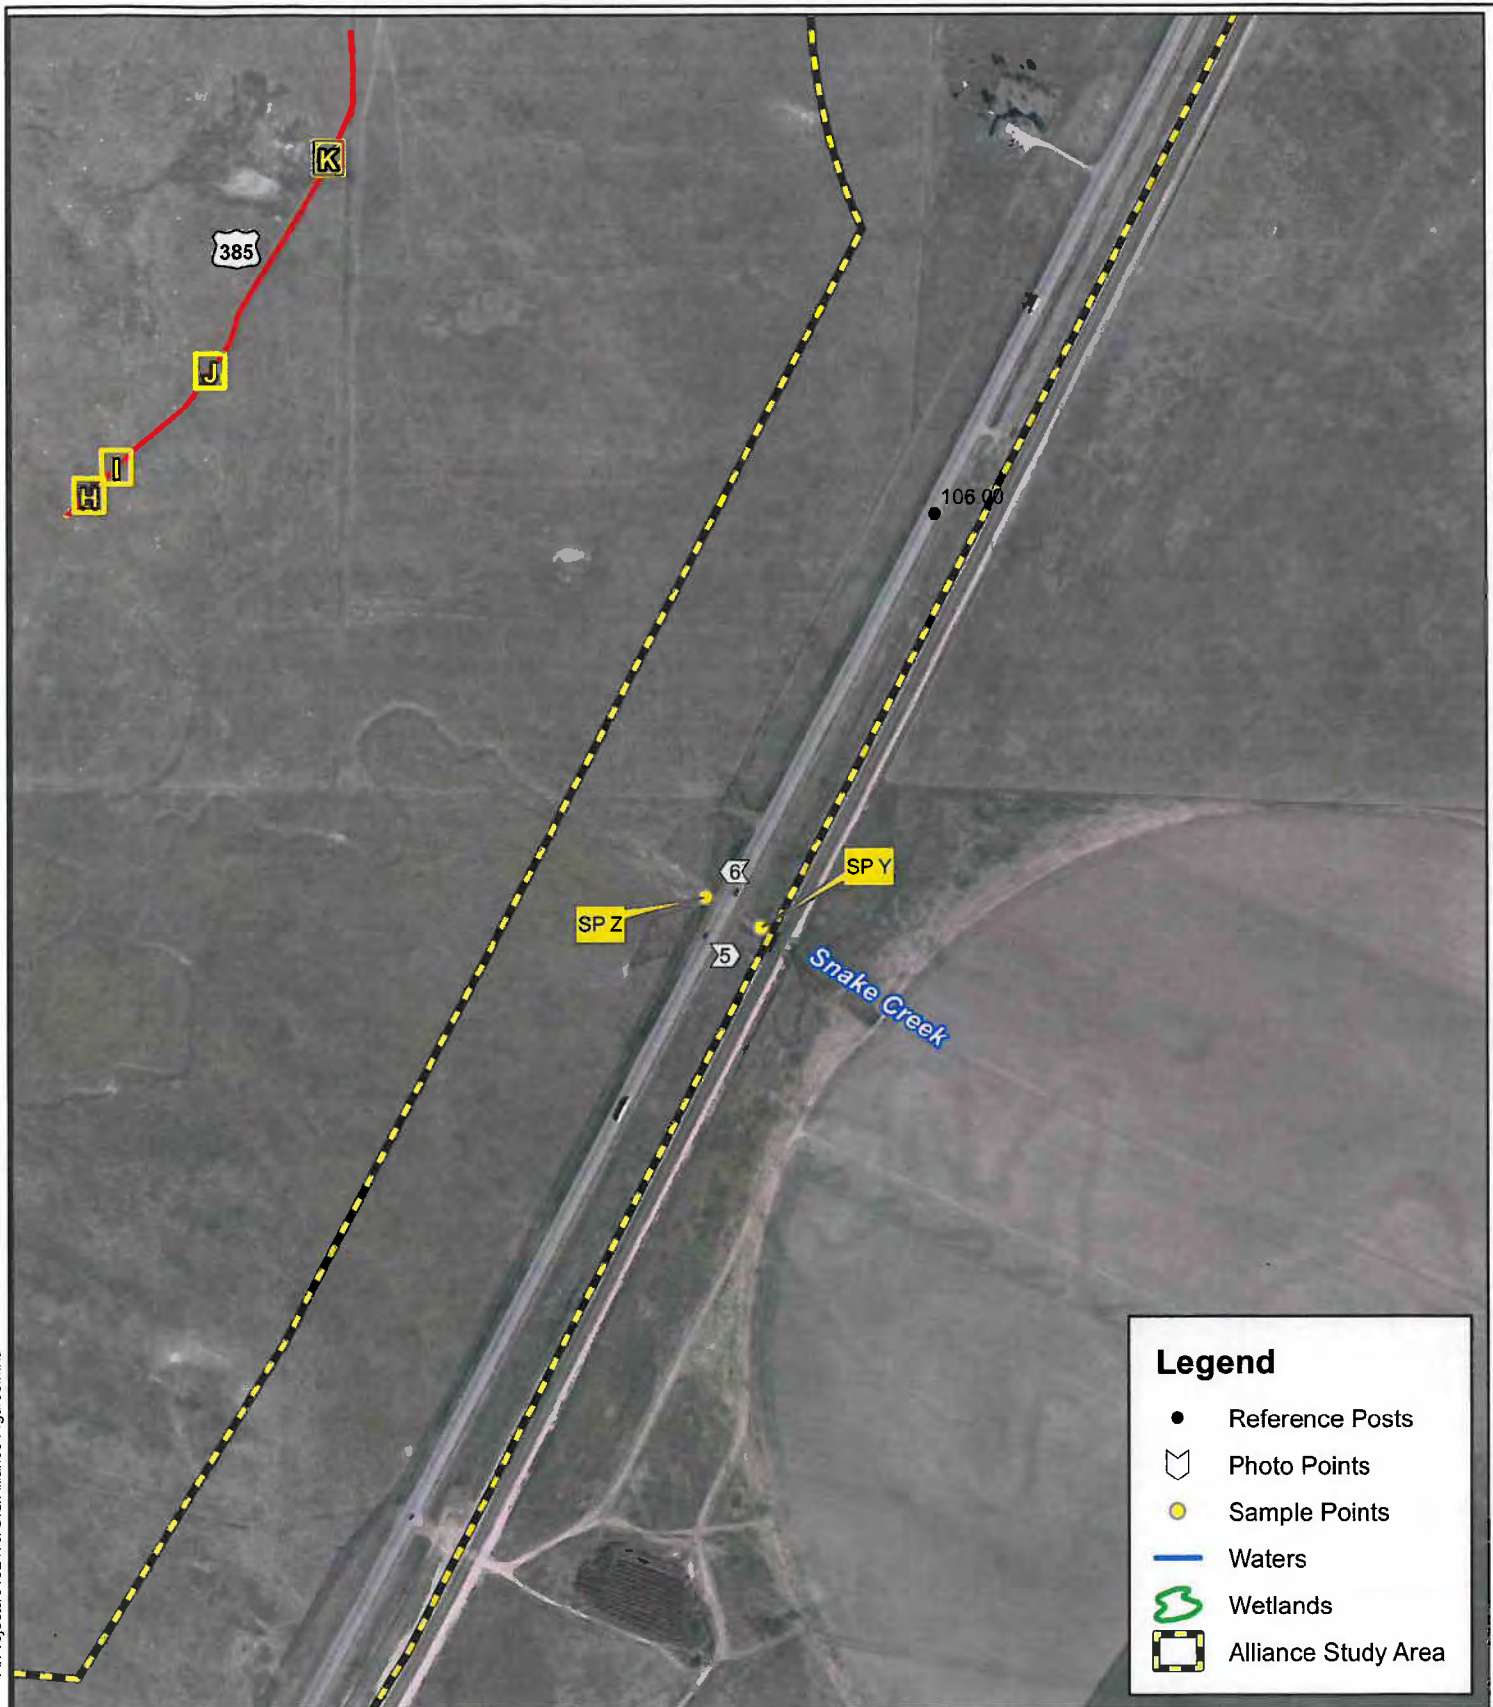 K
385
J
I
H
106.00
6
SP Y
SP Z
5
Snake Creek
Legend
Reference Posts
Photo Points
Sample Points
Waters
Wetlands
Alliance Study Area